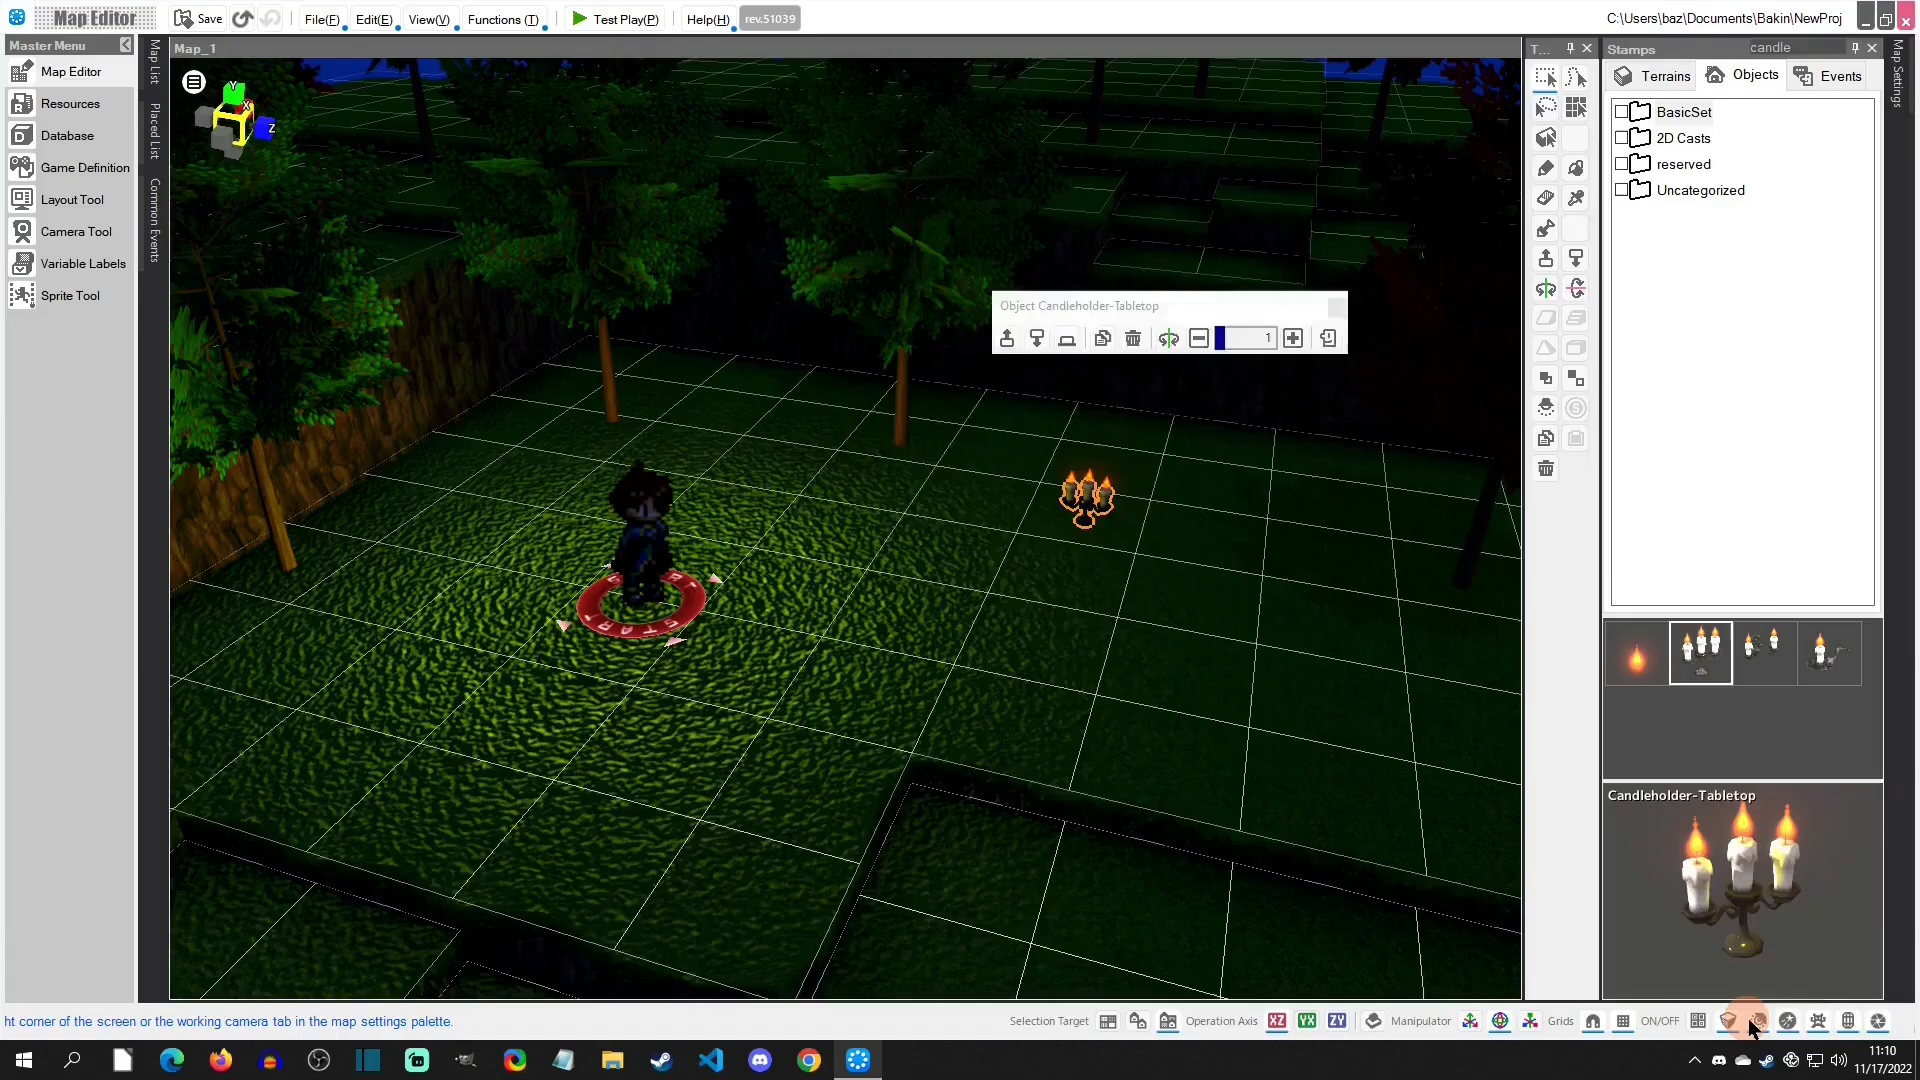 Map Editor
Save
File(F)
Edit(E)
View(V)
Functions (T)
Test Play(P)
Help(H)
rev.51039
C:\Users\baz\Documents\Bakin\NewProj
Master Menu
Map Editor
Resources
Database
Game Definition
Layout Tool
Camera Tool
Variable Labels
Sprite Tool
Map List
Placed List
Common Events
Map_1
Y
X
Z
Object Candleholder-Tabletop
1
START
T...
Stamps
candle
Terrains
Objects
Events
BasicSet
2D Casts
reserved
Uncategorized
Map Settings
Candleholder-Tabletop
ht corner of the screen or the working camera tab in the map settings palette.
Selection Target
Operation Axis
XZ
YX
ZY
Manipulator
Grids
ON/OFF
11:10
11/17/2022